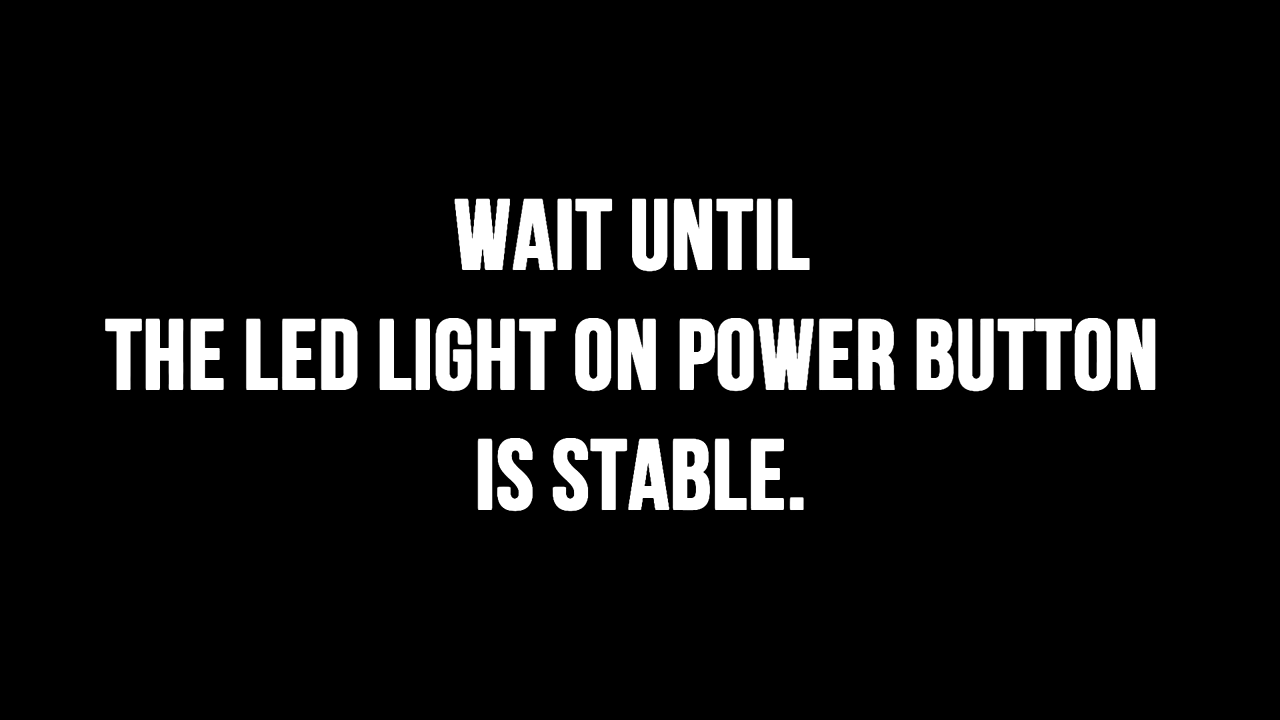 WAIT UNTIL
THE LED LIGHT ON POWER BUTTON
IS STABLE.